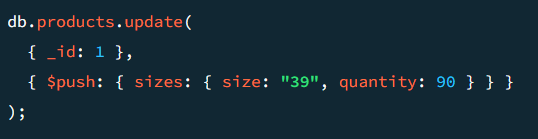 db.products.update(
{ _id: 1 },
{ $push: { sizes: { size: "39", quantity: 90 } } }
);